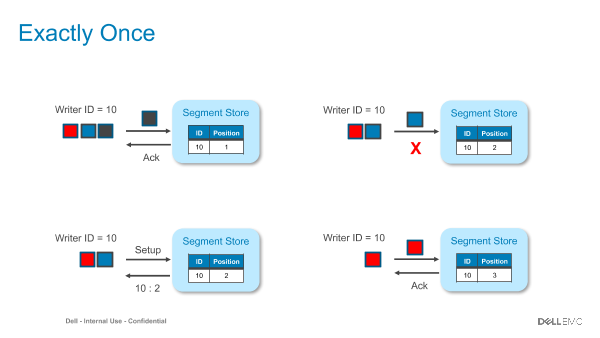 Exactly Once
Writer ID = 10
Ack
Segment Store
ID Position
10 1
Writer ID = 10
X
Segment Store
ID Position
10 2
Writer ID = 10
Setup
10 : 2
Segment Store
ID Position
10 2
Writer ID = 10
Ack
Segment Store
ID Position
10 3
Dell - Internal Use - Confidential
DELLEMC